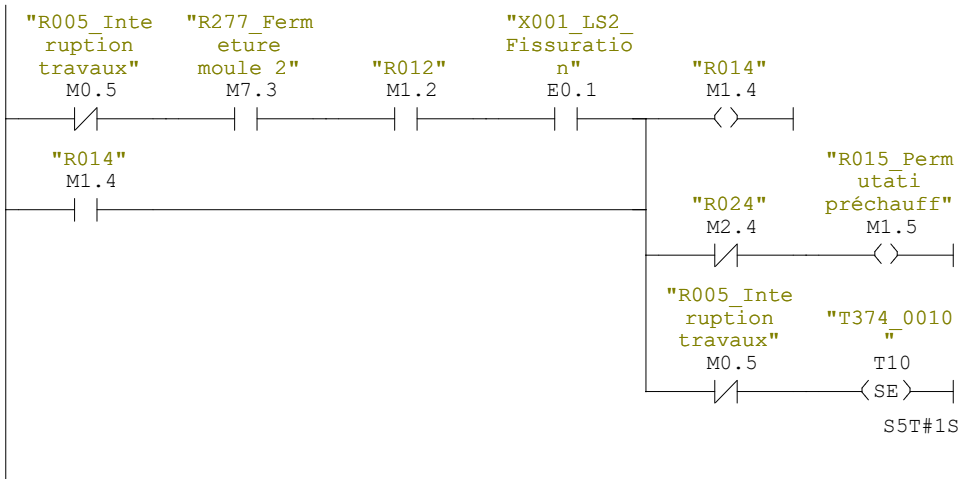 "R005_Inte
ruption
travaux"
M0.5
"R277_Ferm
eture
moule 2"
M7.3
"R012"
M1.2
"X001_LS2_
Fissuratio
n"
E0.1
"R014"
M1.4
"R014"
M1.4
"R024"
M2.4
"R015_Perm
utati
préchauff"
M1.5
"R005_Inte
ruption
travaux"
M0.5
"T374_0010
"
T10
SE
S5T#1S